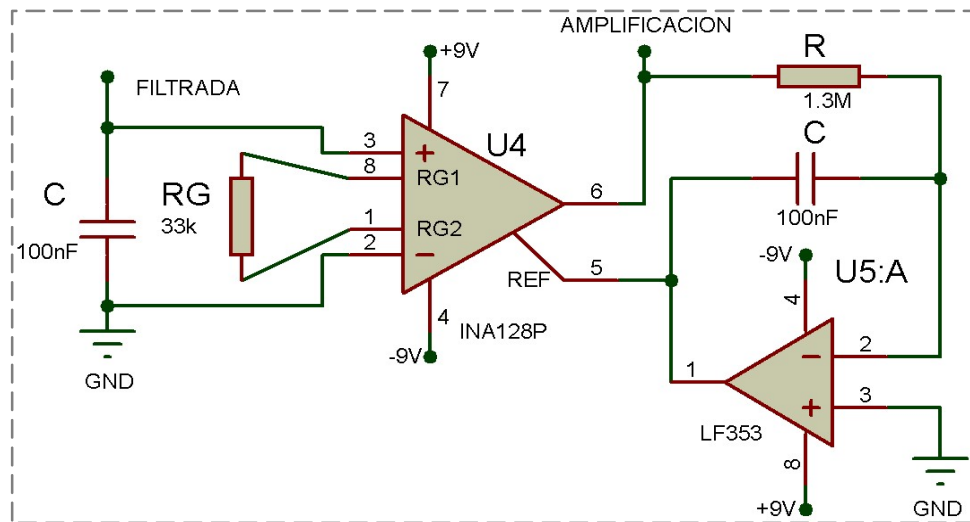 AMPLIFICACION
+9V
R
FILTRADA
7
1.3M
3
U4
C
8
RG1
C
RG
6
100nF
33k
1
RG2
100nF
2
-9V
U5:A
REF
5
4
4
INA128P
-9V
2
GND
1
3
LF353
8
+9V
GND